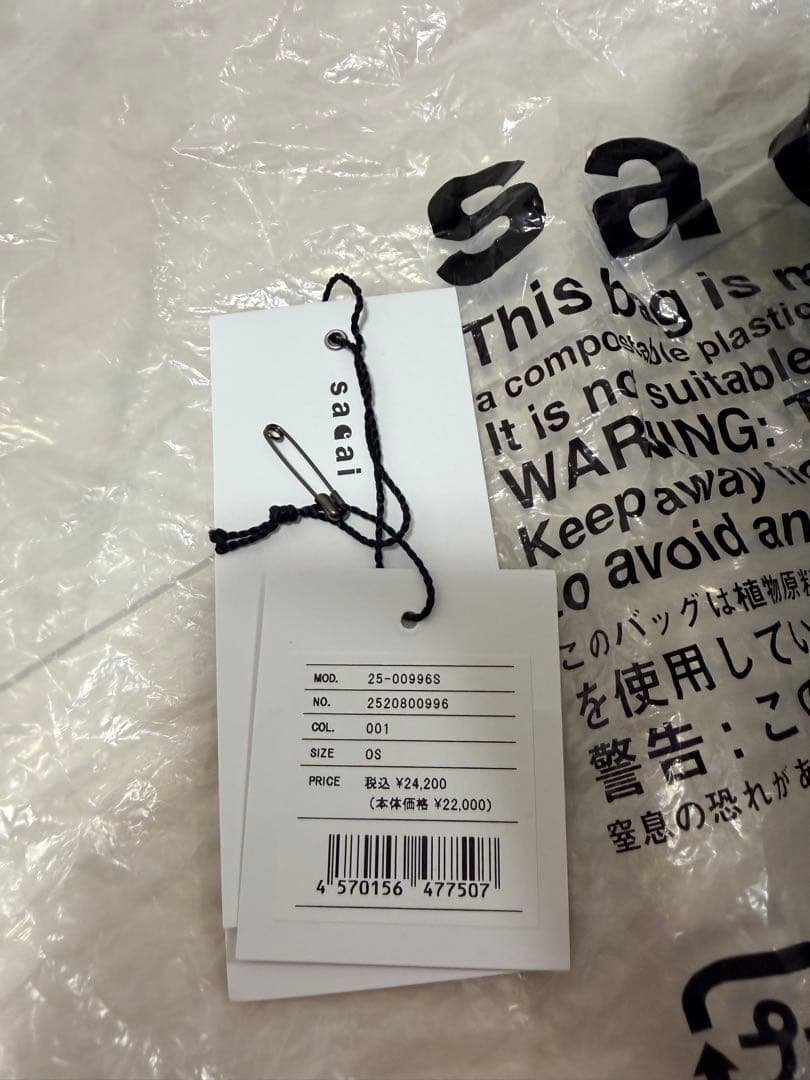 sac
This bag is m
a compostable plastic
It is not suitable
WARNING: T
Keep away
to avoid an
このバッグは植物原料
を使用してい
警告:この
窒息の恐れがあ
sacai
MOD. 25-00996S
NO. 2520800996
COL. 001
SIZE OS
PRICE 税込 ¥24,200
(本体価格 ¥22,000)
4 570156 477507